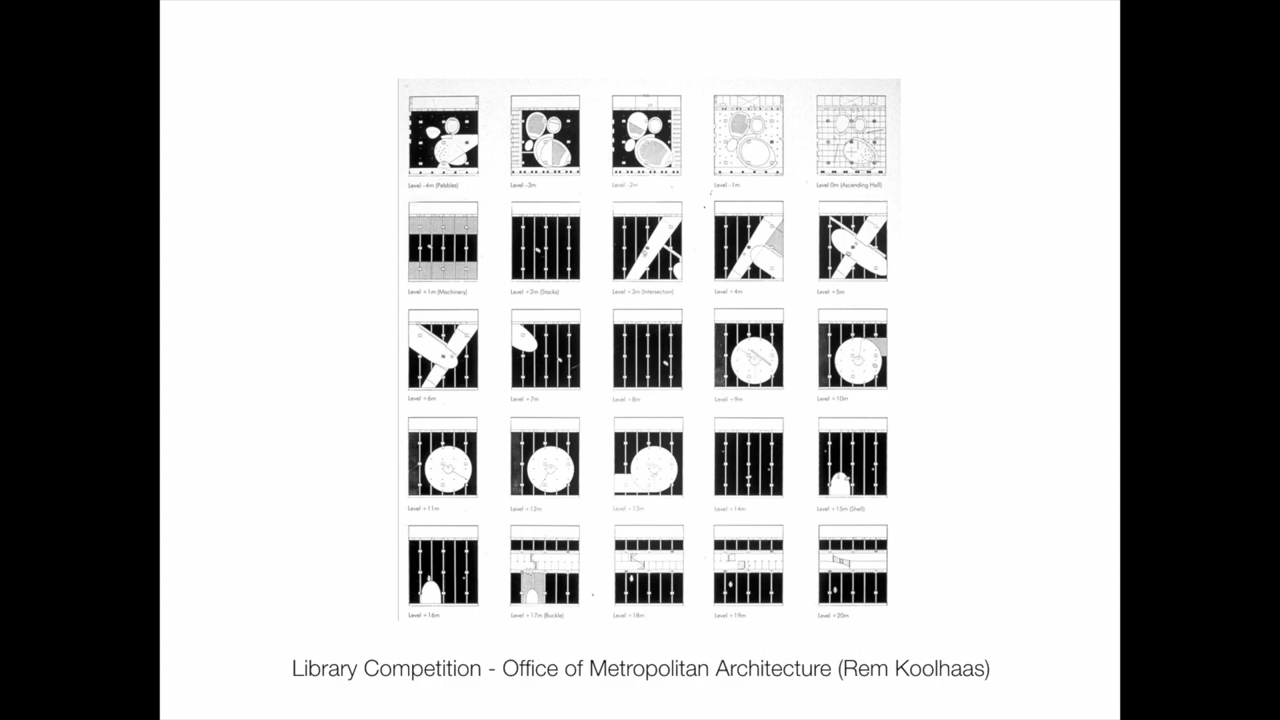 Level -4m (Pebbles)
Level -3m
Level -2m
Level -1m
Level 0m (Ascending Hall)
Level +1m (Machinery)
Level +2m (Stacks)
Level +3m (Intersection)
Level +4m
Level +5m
Level +6m
Level +7m
Level +8m
Level +9m
Level +10m
Level +11m
Level +12m
Level +13m
Level +14m
Level +15m (Shell)
Level +16m
Level +17m (Buckle)
Level +18m
Level +19m
Level +20m
Library Competition - Office of Metropolitan Architecture (Rem Koolhaas)